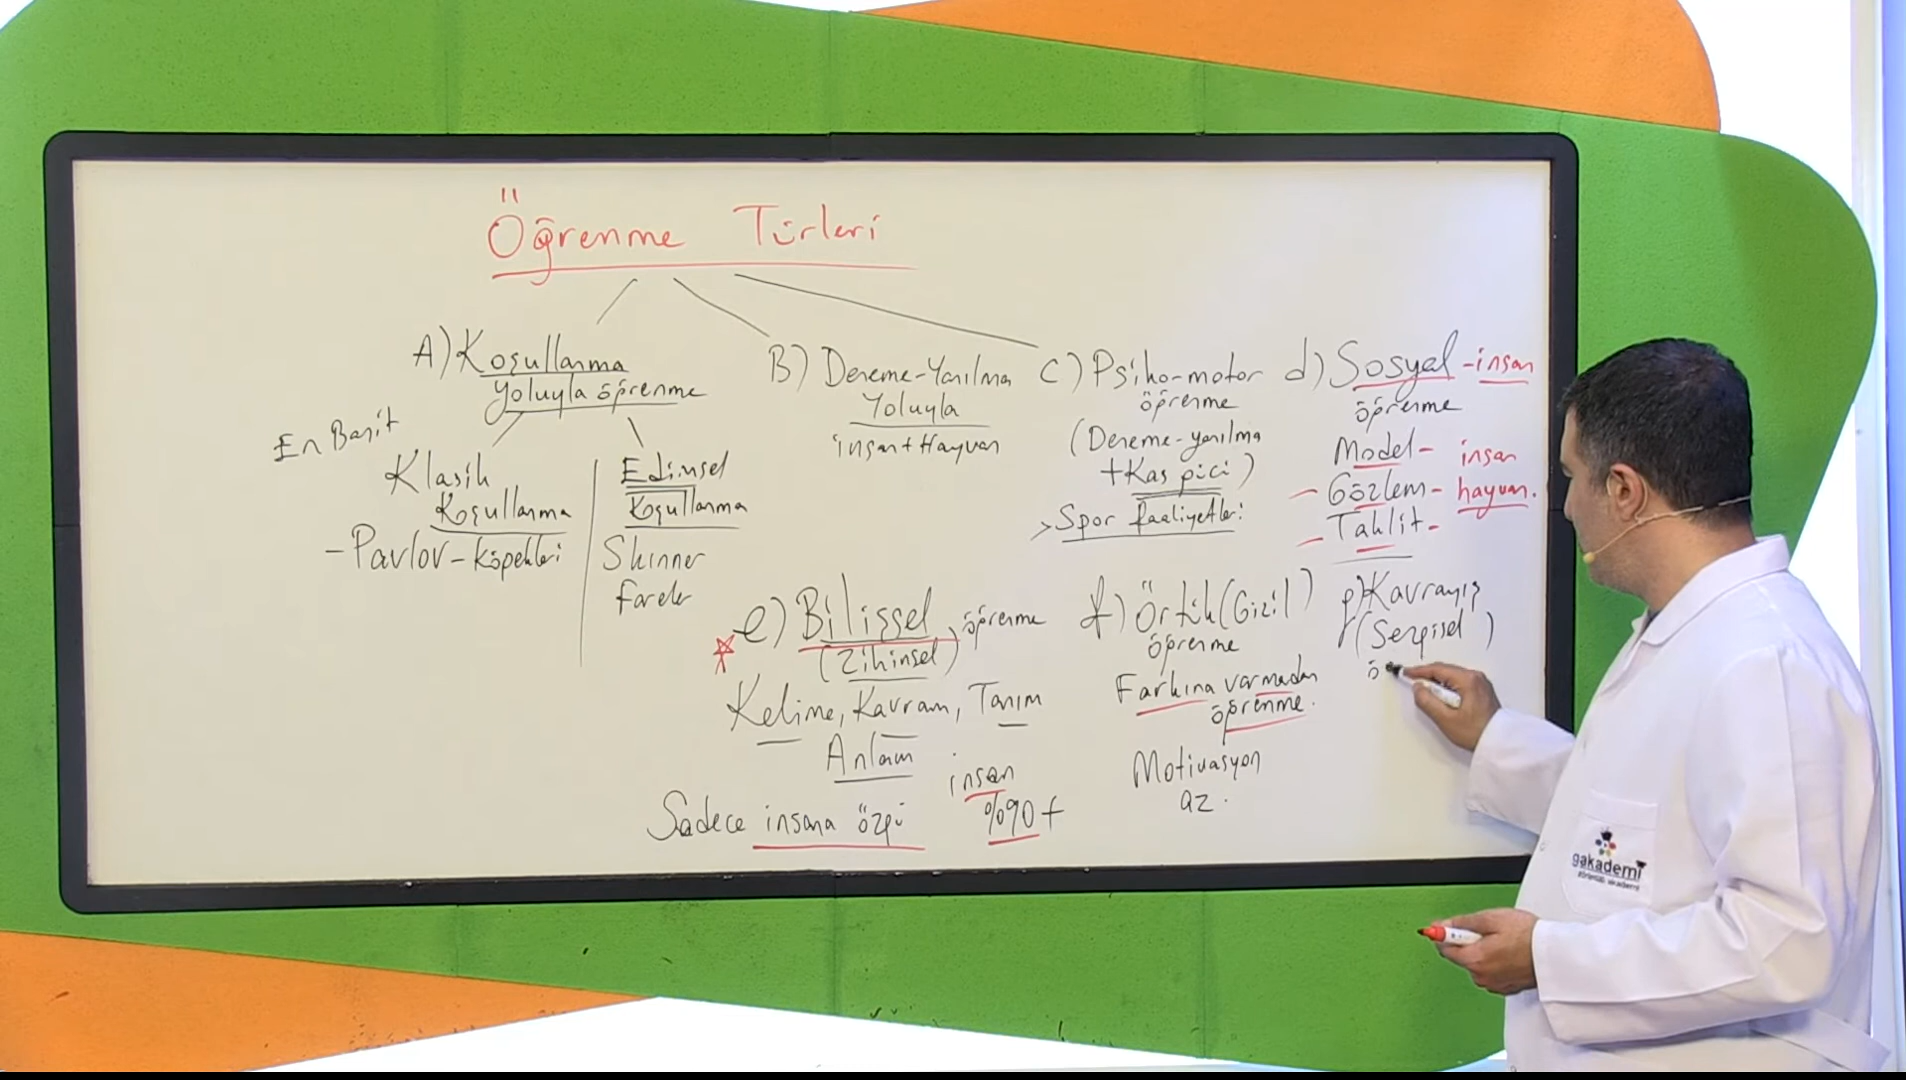 Öğrenme Türleri
A) Koşullanma
Yoluyla öğrenme
En Basit
Klasik
Koşullanma
- Pavlov - köpekleri
Edimsel
Koşullanma
Skinner
fareler
B) Deneme-Yanılma
Yoluyla
insan + Hayvan
C) Psiko-motor
öğrenme
(Deneme-yanılma
+ Kas gücü)
> Spor faaliyetleri
d) Sosyal - insan
öğrenme
Model - insan
- Gözlem - hayvan.
- Taklit -
e) Bilişsel öğrenme
(Zihinsel)
Kelime, Kavram, Tanım
Anlam
Sadece insana özgü
insan
%90 +
f) Örtük (Gizil)
öğrenme
Farkına varmadan
öğrenme.
Motivasyon
az.
g) Kavrayış
(Sezgisel)
ö
gakademi